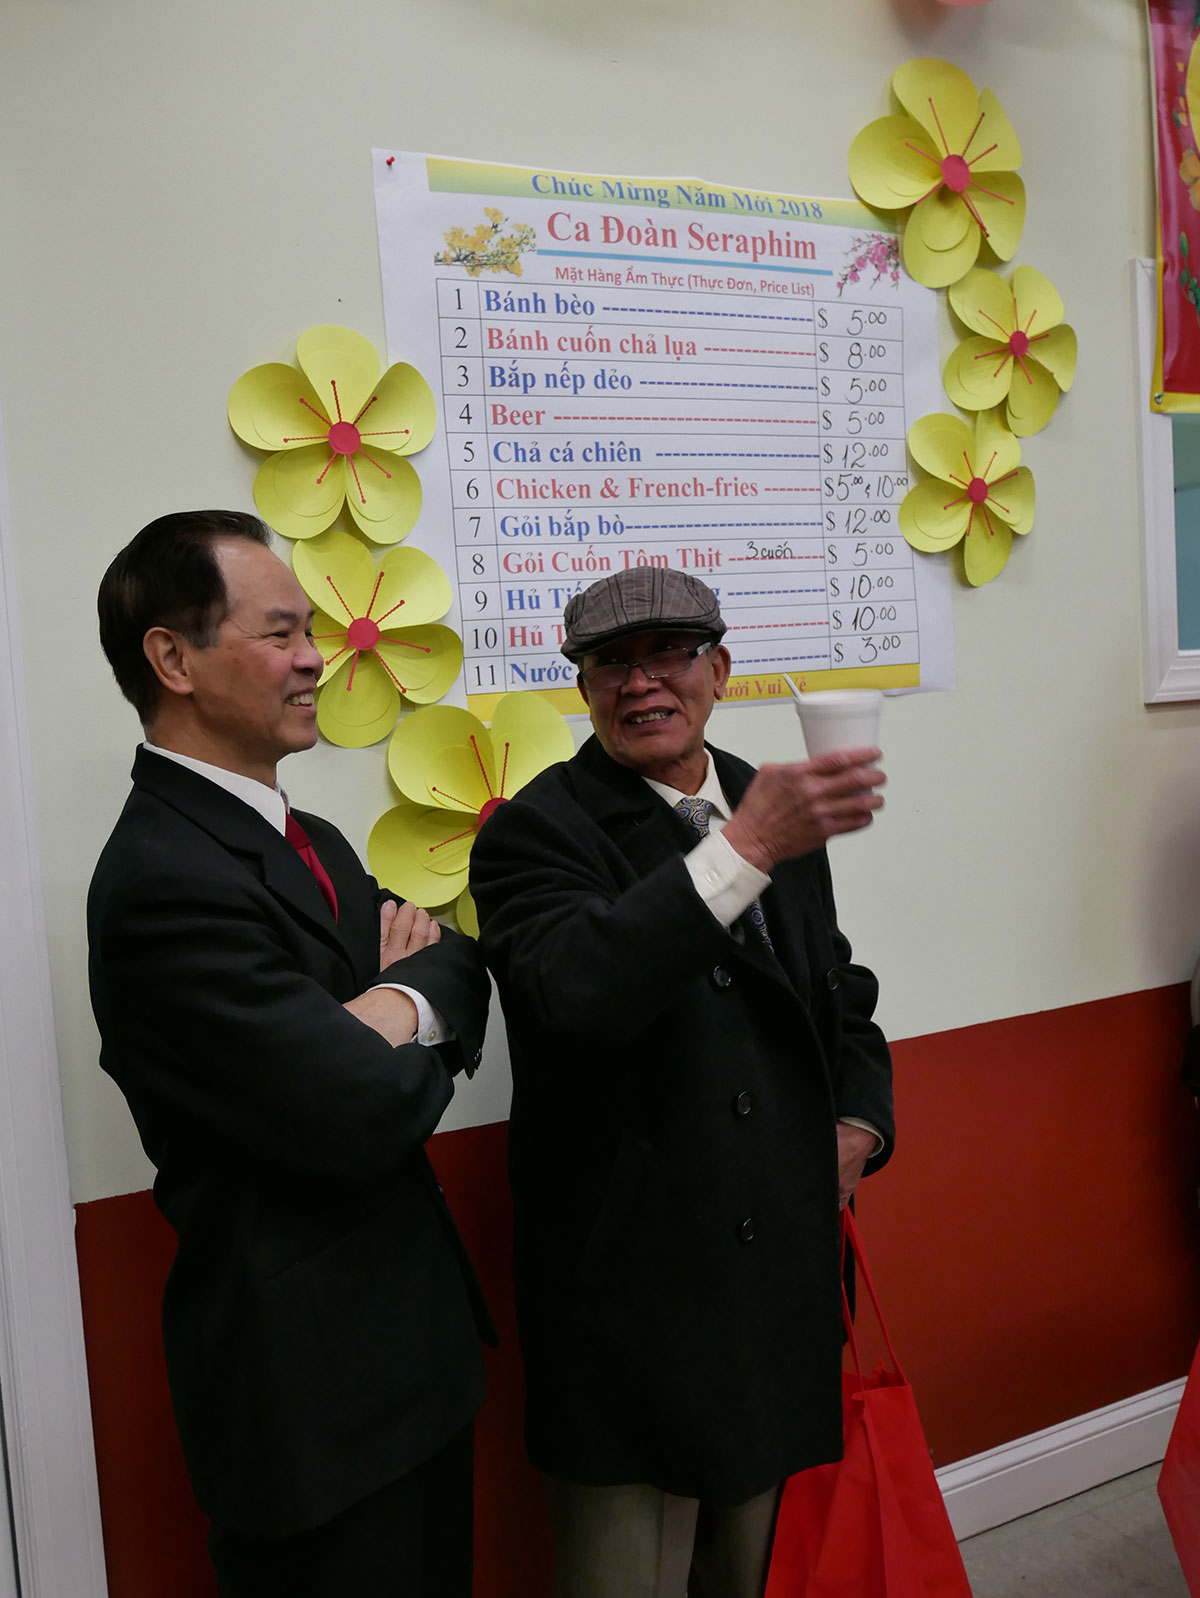 Chúc Mừng Năm Mới 2018
Ca Đoàn Seraphim
Mặt Hàng Ẩm Thực (Thực Đơn, Price List)
1 Bánh bèo ------------------------ $ 5.00
2 Bánh cuốn chả lụa ------------- $ 8.00
3 Bắp nếp dẻo -------------------- $ 5.00
4 Beer ----------------------------- $ 5.00
5 Chả cá chiên ------------------ $ 12.00
6 Chicken & French-fries ------- $ 5.00 & 10.00
7 Gỏi bắp bò---------------------- $ 12.00
8 Gỏi Cuốn Tôm Thịt ---3 cuốn--- $ 5.00
9 Hủ ----------- $ 10.00
10 Hủ ----------- $ 10.00
11 Nước ----------- $ 3.00
Vui Vẻ